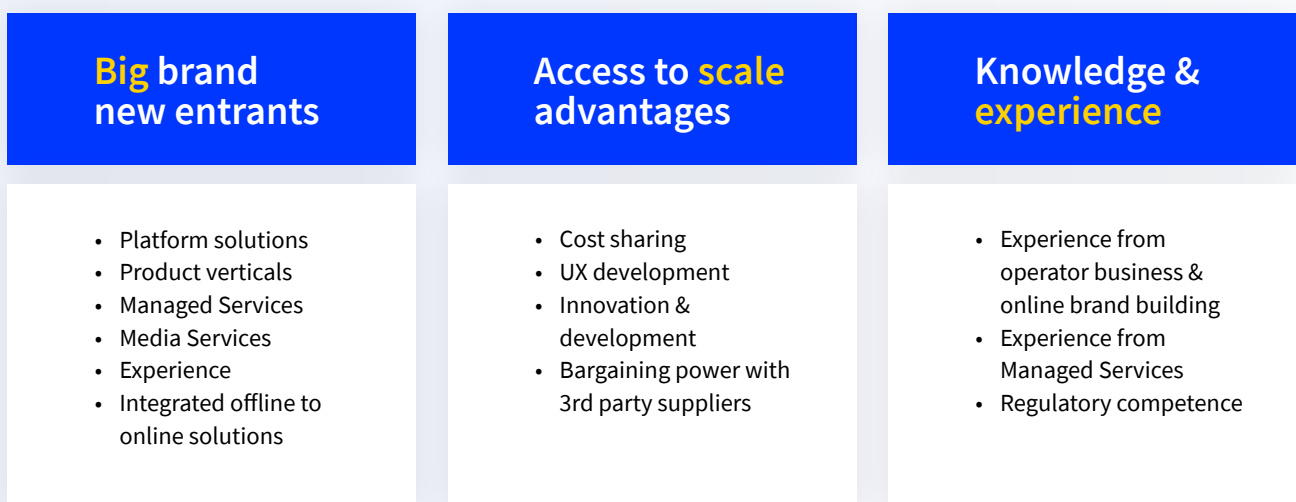 Big brand
new entrants
• Platform solutions
• Product verticals
• Managed Services
• Media Services
• Experience
• Integrated offline to
online solutions
Access to scale
advantages
• Cost sharing
• UX development
• Innovation &
development
• Bargaining power with
3rd party suppliers
Knowledge &
experience
• Experience from
operator business &
online brand building
• Experience from
Managed Services
• Regulatory competence